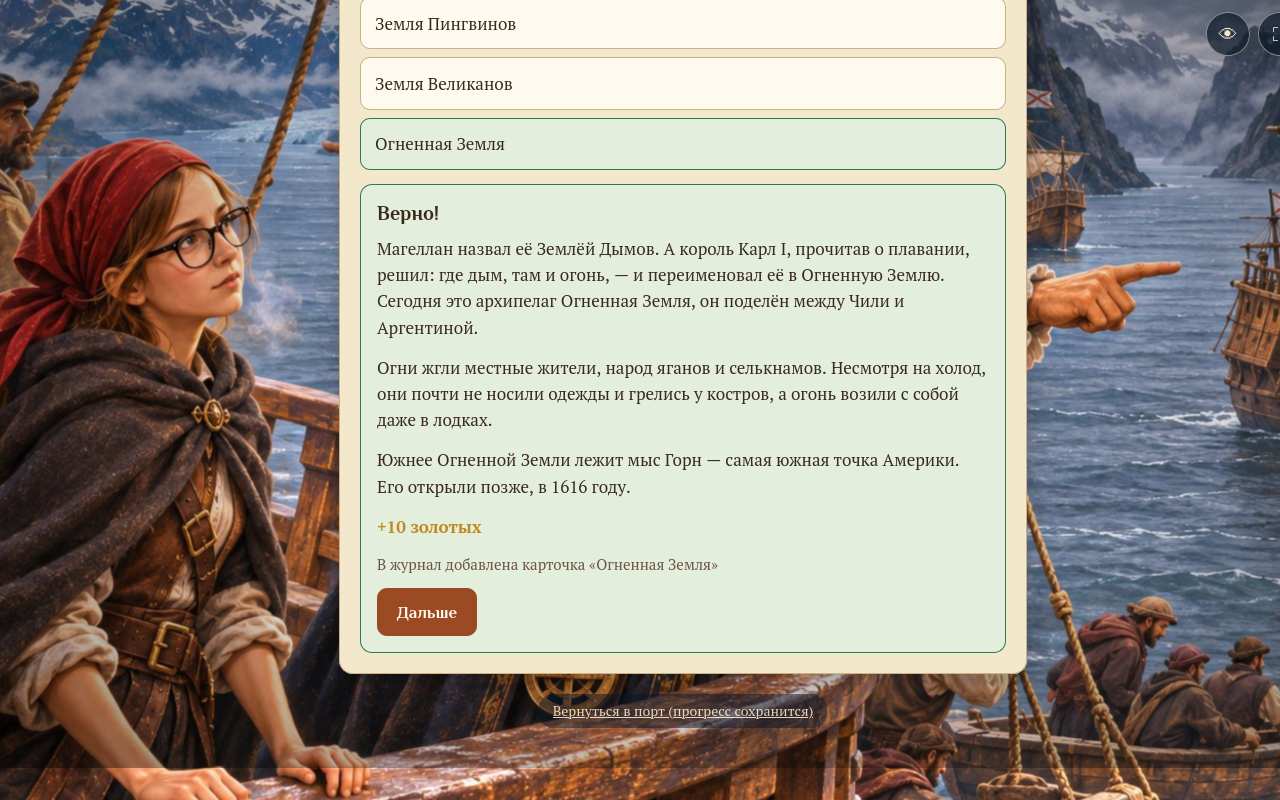 Земля Пингвинов
Земля Великанов
Огненная Земля
Верно!
Магеллан назвал её Землёй Дымов. А король Карл I, прочитав о плавании,
решил: где дым, там и огонь, — и переименовал её в Огненную Землю.
Сегодня это архипелаг Огненная Земля, он поделён между Чили и
Аргентиной.
Огни жгли местные жители, народ яганов и селькнамов. Несмотря на холод,
они почти не носили одежды и грелись у костров, а огонь возили с собой
даже в лодках.
Южнее Огненной Земли лежит мыс Горн — самая южная точка Америки.
Его открыли позже, в 1616 году.
+10 золотых
В журнал добавлена карточка «Огненная Земля»
Дальше
Вернуться в порт (прогресс сохранится)